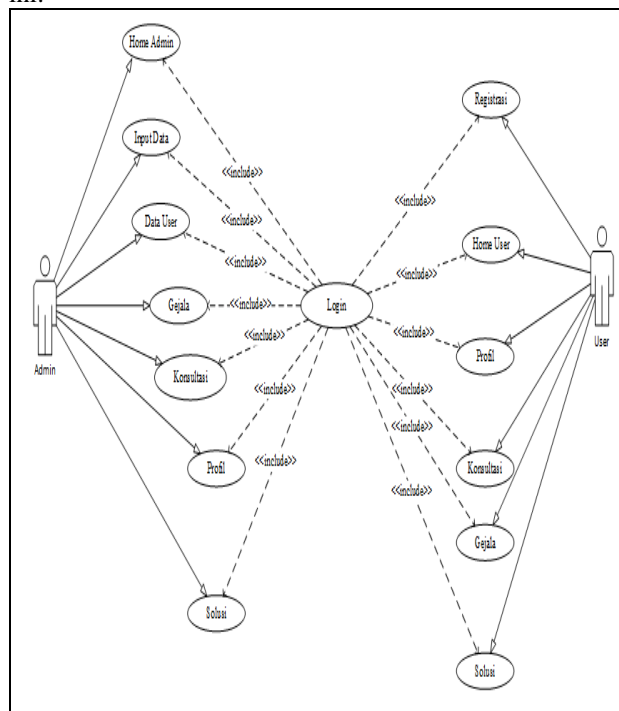 ini.
Home Admin
Input Data
Data User
Gejala
Konsultasi
Profil
Solusi
Admin
<<include>>
<<include>>
<<include>>
<<include>>
<<include>>
<<include>>
<<include>>
Login
<<include>>
<<include>>
<<include>>
<<include>>
<<include>>
<<include>>
Registrasi
Home User
Profil
Konsultasi
Gejala
Solusi
User